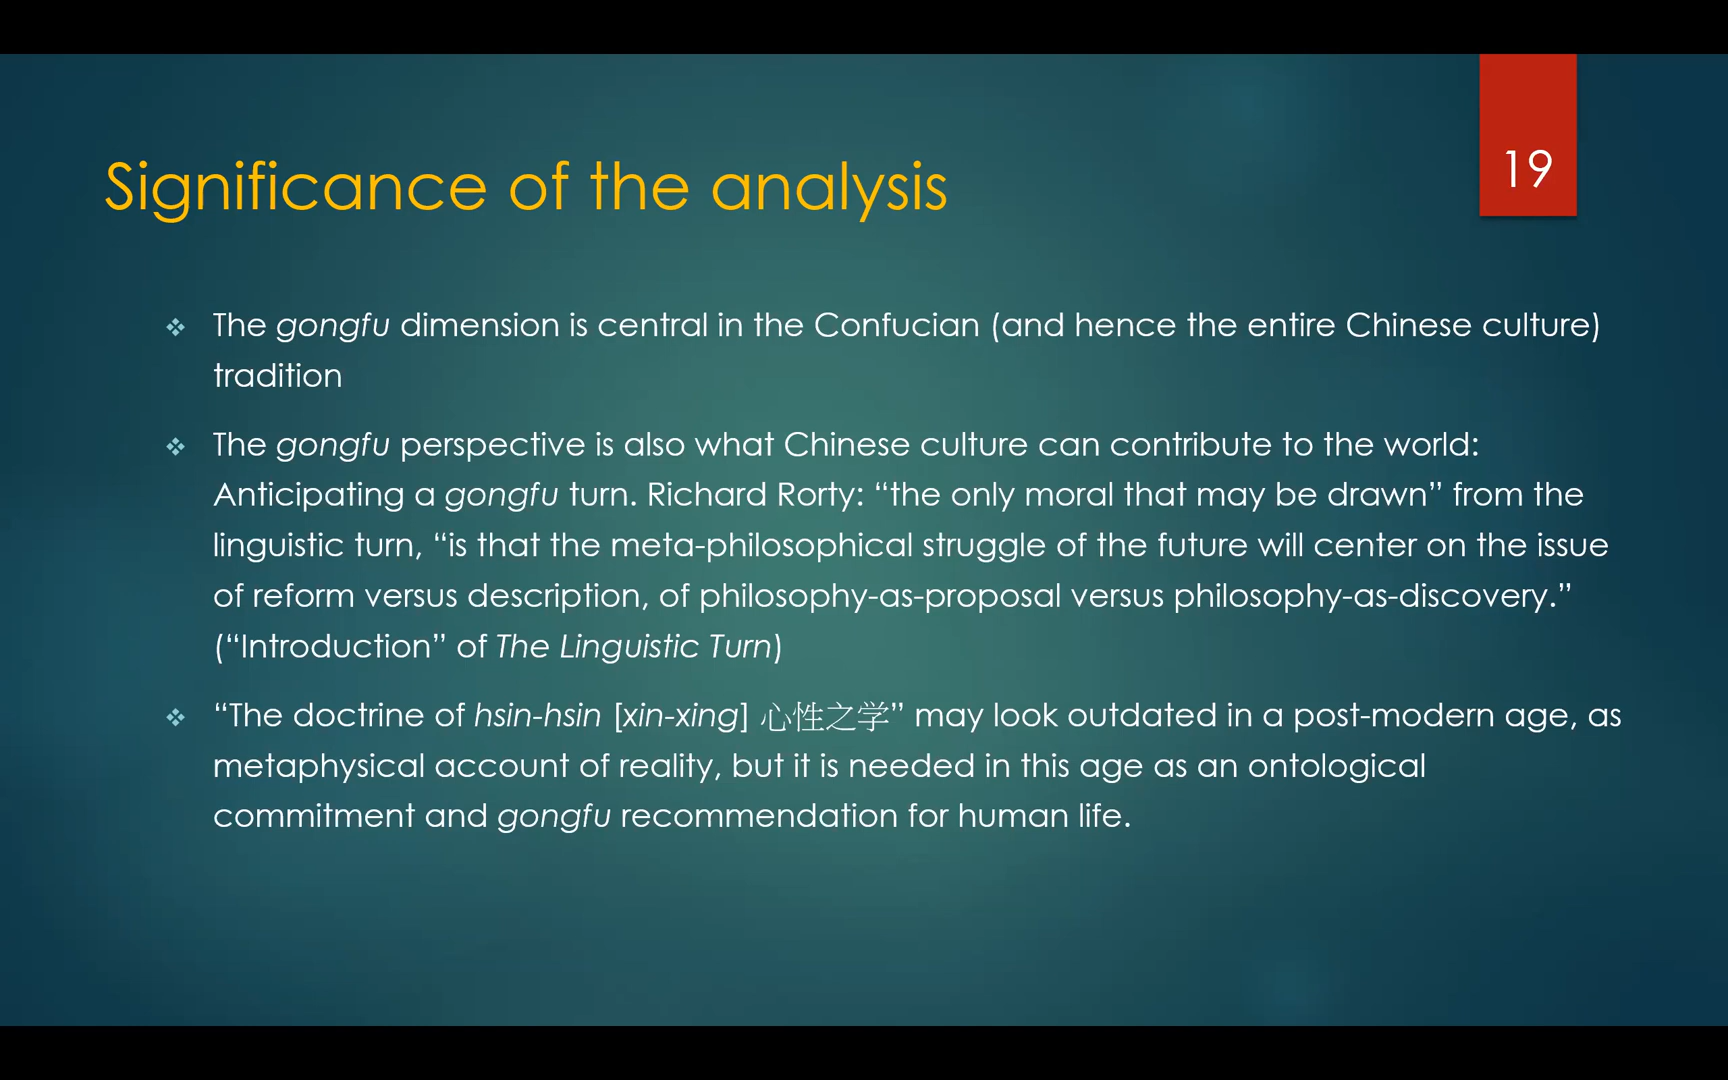 19
Significance of the analysis
❖ The gongfu dimension is central in the Confucian (and hence the entire Chinese culture)
tradition
❖ The gongfu perspective is also what Chinese culture can contribute to the world:
Anticipating a gongfu turn. Richard Rorty: “the only moral that may be drawn” from the
linguistic turn, “is that the meta-philosophical struggle of the future will center on the issue
of reform versus description, of philosophy-as-proposal versus philosophy-as-discovery.”
(“Introduction” of The Linguistic Turn)
❖ “The doctrine of hsin-hsin [xin-xing] 心性之学” may look outdated in a post-modern age, as
metaphysical account of reality, but it is needed in this age as an ontological
commitment and gongfu recommendation for human life.